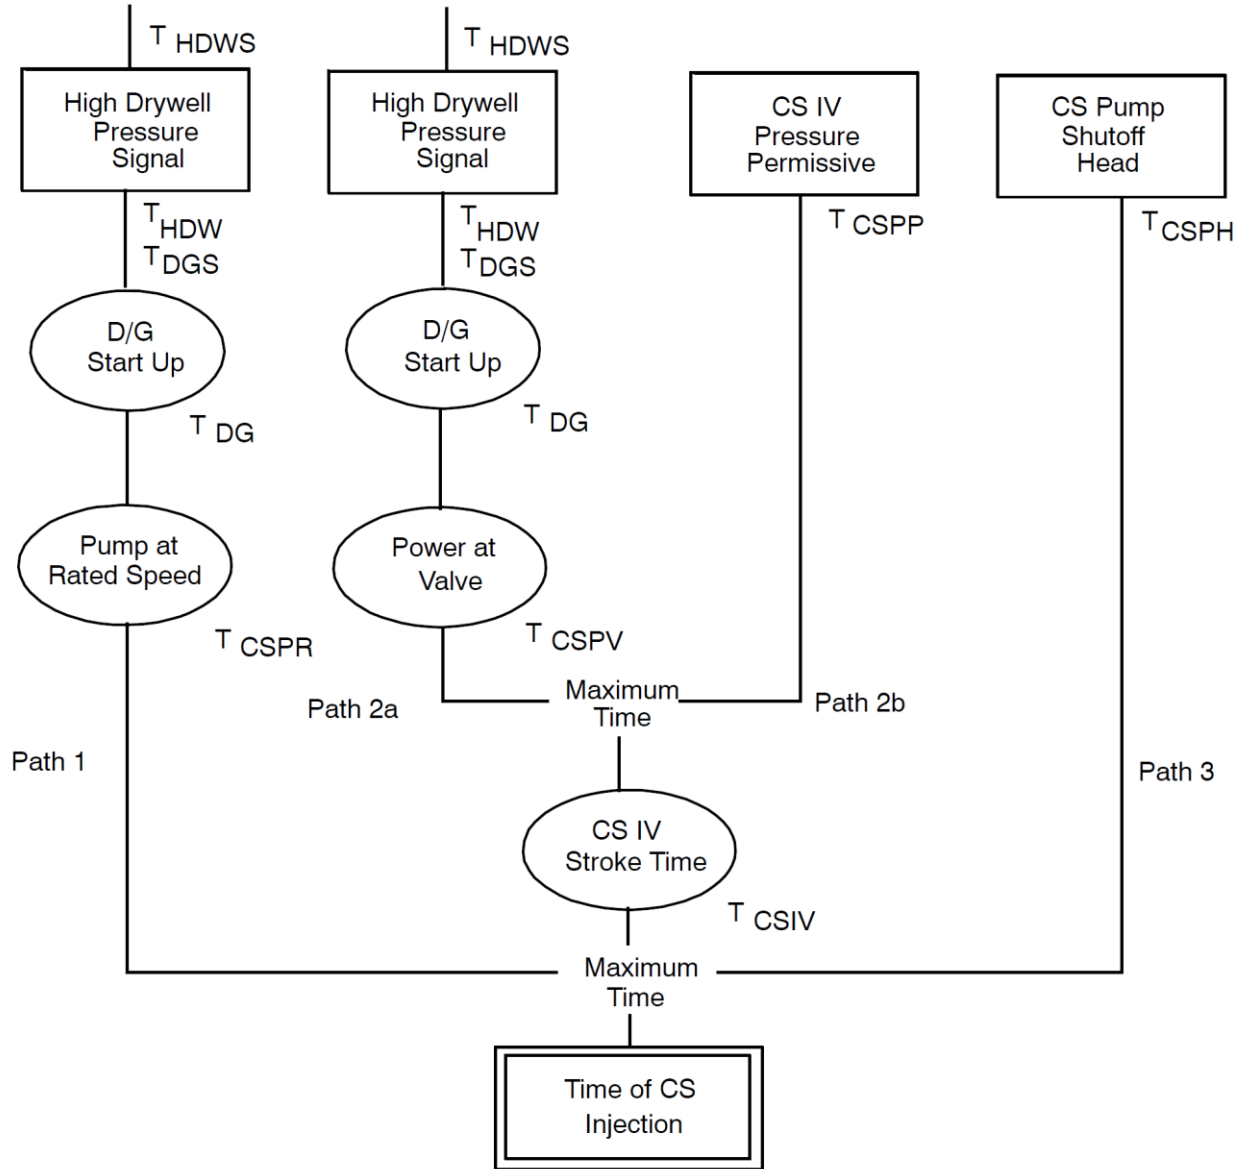 T HDWS
T HDWS
High Drywell
Pressure
Signal
High Drywell
Pressure
Signal
CS IV
Pressure
Permissive
CS Pump
Shutoff
Head
T HDW
T DGS
T HDW
T DGS
T CSPP
T CSPH
D/G
Start Up
D/G
Start Up
T DG
T DG
Pump at
Rated Speed
Power at
Valve
T CSPR
T CSPV
Path 2a
Maximum
Time
Path 2b
Path 1
Path 3
CS IV
Stroke Time
T CSIV
Maximum
Time
Time of CS
Injection